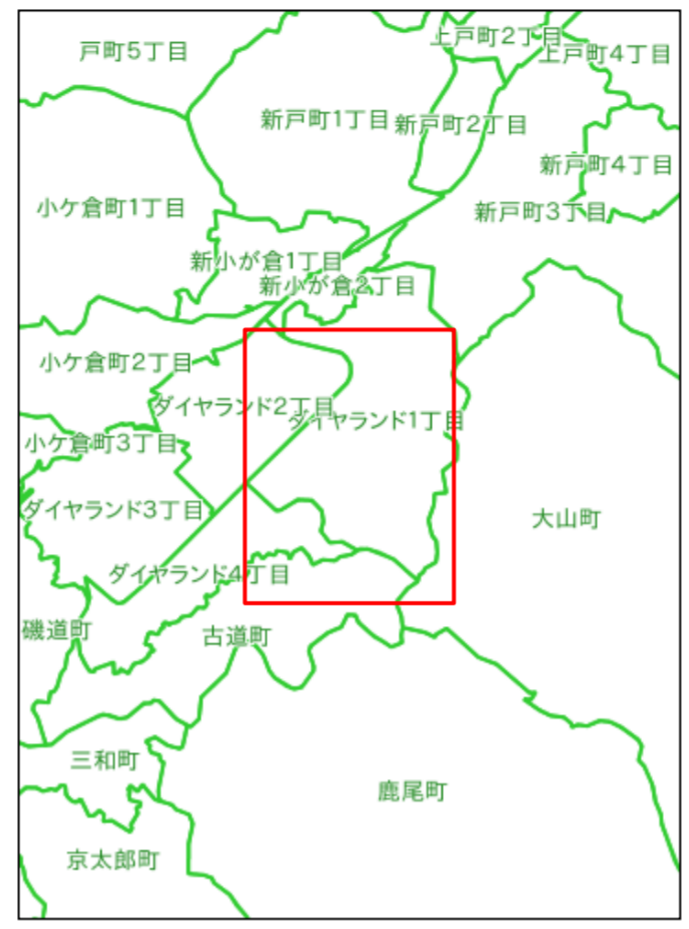 戸町5丁目
上戸町2丁目
上戸町4丁目
新戸町1丁目
新戸町2丁目
新戸町4丁目
小ケ倉町1丁目
新戸町3丁目
新小が倉1丁目
新小が倉2丁目
小ケ倉町2丁目
ダイヤランド2丁目
ダイヤランド1丁目
小ケ倉町3丁目
ダイヤランド3丁目
大山町
ダイヤランド4丁目
磯道町
古道町
三和町
鹿尾町
京太郎町